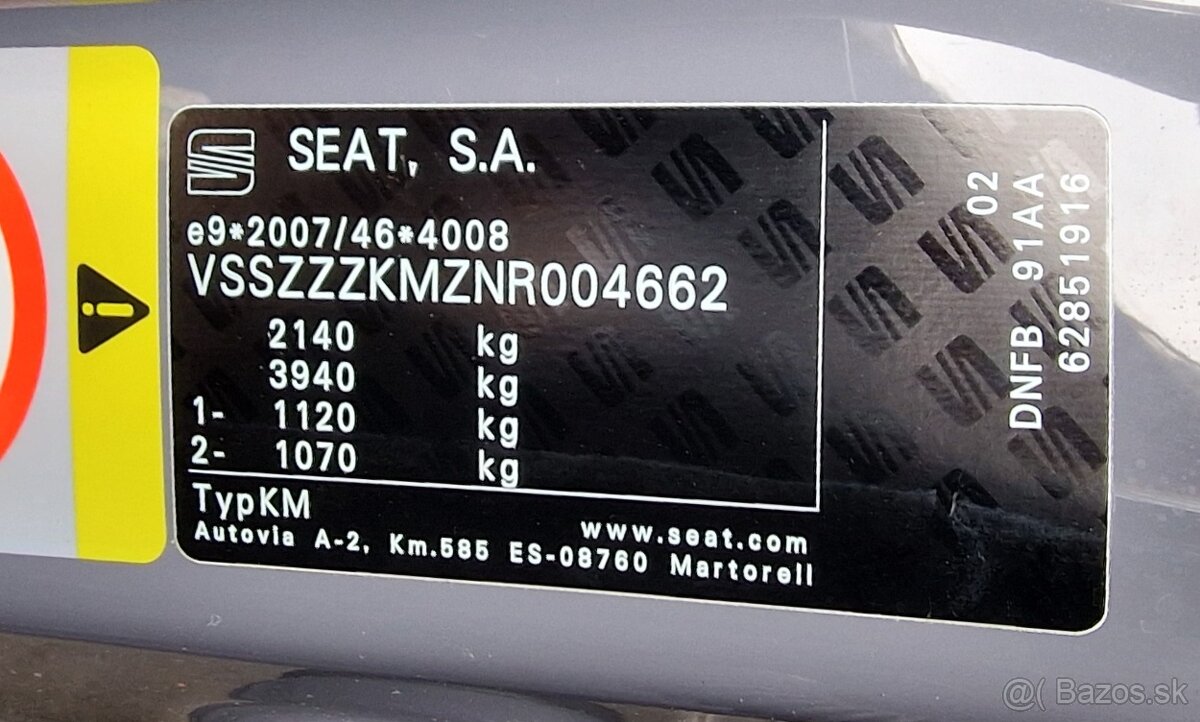 SEAT, S.A.
e9*2007/46*4008
VSSZZZKMZNR004662
2140 kg
3940 kg
1- 1120 kg
2- 1070 kg
TypKM
www.seat.com
Autovia A-2, Km.585 ES-08760 Martorell
02
DNFB 91AA
62851916
@( Bazos.sk